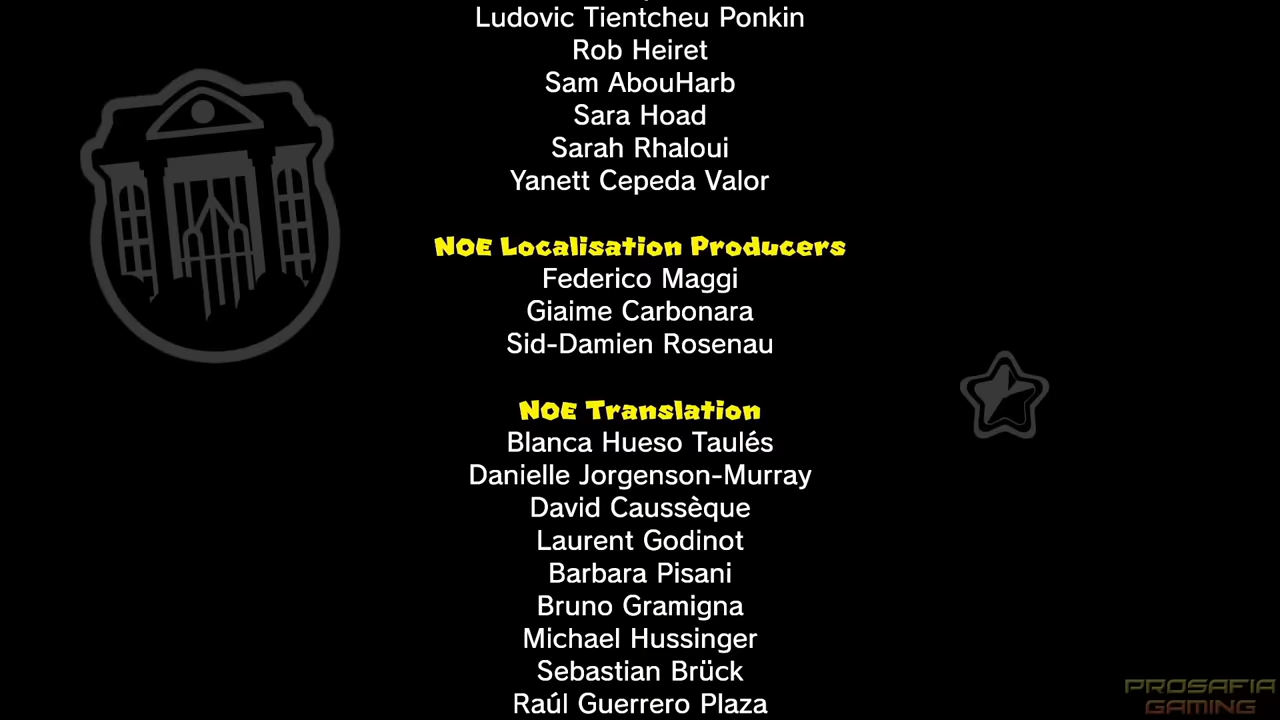 Ludovic Tientcheu Ponkin
Rob Heiret
Sam AbouHarb
Sara Hoad
Sarah Rhaloui
Yanett Cepeda Valor
NOE Localisation Producers
Federico Maggi
Giaime Carbonara
Sid-Damien Rosenau
NOE Translation
Blanca Hueso Taulés
Danielle Jorgenson-Murray
David Caussèque
Laurent Godinot
Barbara Pisani
Bruno Gramigna
Michael Hussinger
Sebastian Brück
Raúl Guerrero Plaza
PROSAFIA
GAMING